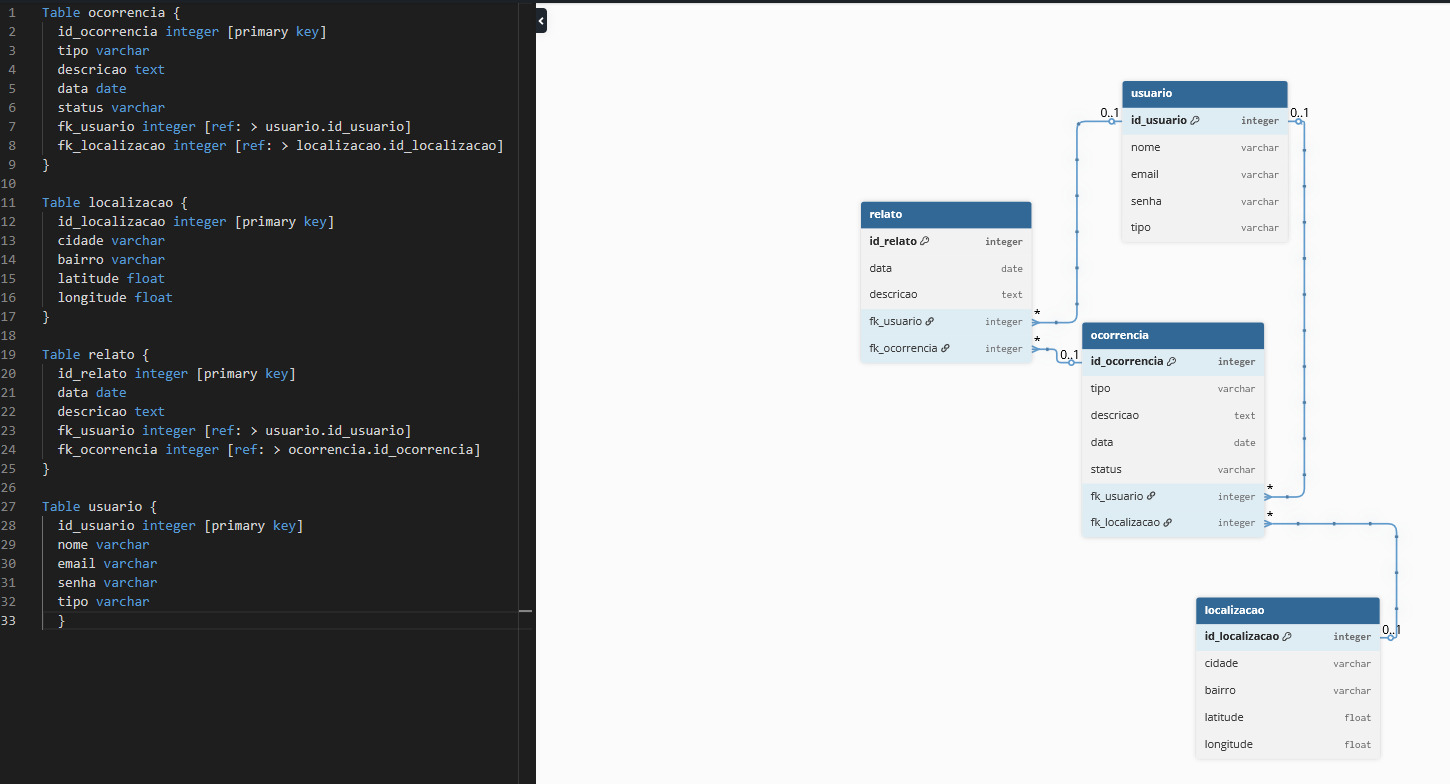 1 Table ocorrencia {
2 id_ocorrencia integer [primary key]
3 tipo varchar
4 descricao text
5 data date
6 status varchar
7 fk_usuario integer [ref: > usuario.id_usuario]
8 fk_localizacao integer [ref: > localizacao.id_localizacao]
9 }
10
11 Table localizacao {
12 id_localizacao integer [primary key]
13 cidade varchar
14 bairro varchar
15 latitude float
16 longitude float
17 }
18
19 Table relato {
20 id_relato integer [primary key]
21 data date
22 descricao text
23 fk_usuario integer [ref: > usuario.id_usuario]
24 fk_ocorrencia integer [ref: > ocorrencia.id_ocorrencia]
25 }
26
27 Table usuario {
28 id_usuario integer [primary key]
29 nome varchar
30 email varchar
31 senha varchar
32 tipo varchar
33 }
usuario
0..1 id_usuario integer 0..1
nome varchar
email varchar
senha varchar
tipo varchar
relato
id_relato integer
data date
descricao text
fk_usuario integer *
fk_ocorrencia integer *
ocorrencia
0..1 id_ocorrencia integer
tipo varchar
descricao text
data date
status varchar
fk_usuario integer *
fk_localizacao integer *
localizacao
id_localizacao integer 0..1
cidade varchar
bairro varchar
latitude float
longitude float